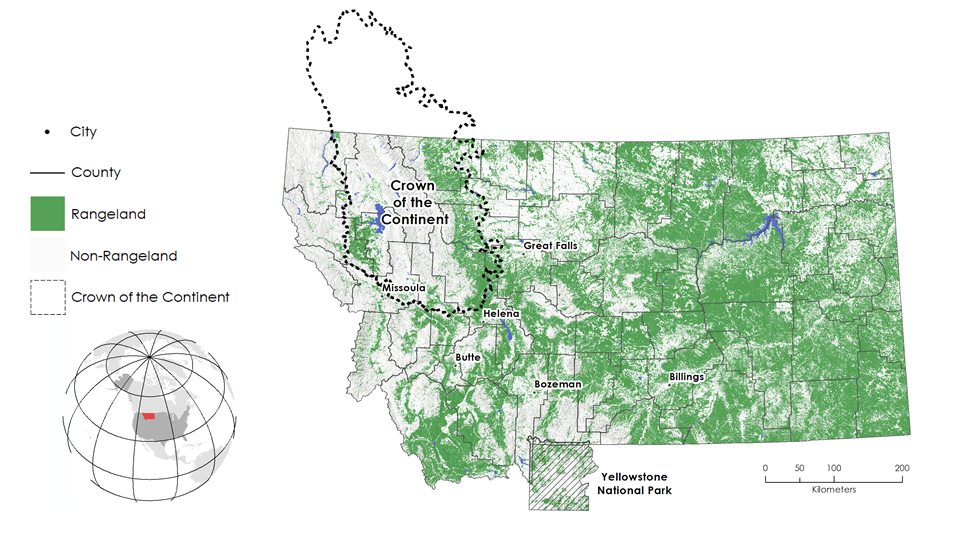 City
County
Rangeland
Non-Rangeland
Crown of the Continent
Crown
of the
Continent
Great Falls
Missoula
Helena
Butte
Billings
Bozeman
Yellowstone
National Park
0 50 100 200
Kilometers